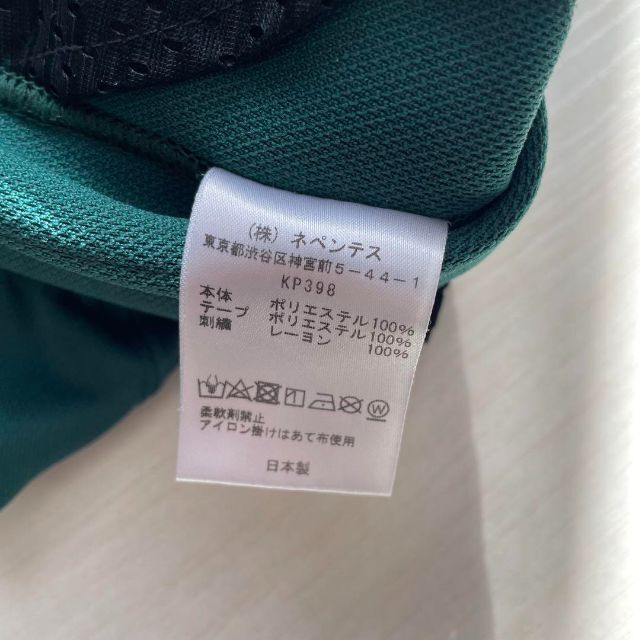 (株) ネペンテス
東京都渋谷区神宮前5-44-1
KP398
本体 ポリエステル100%
テープ ポリエステル100%
刺繍 レーヨン 100%
W
柔軟剤禁止
アイロン掛けはあて布使用
日本製